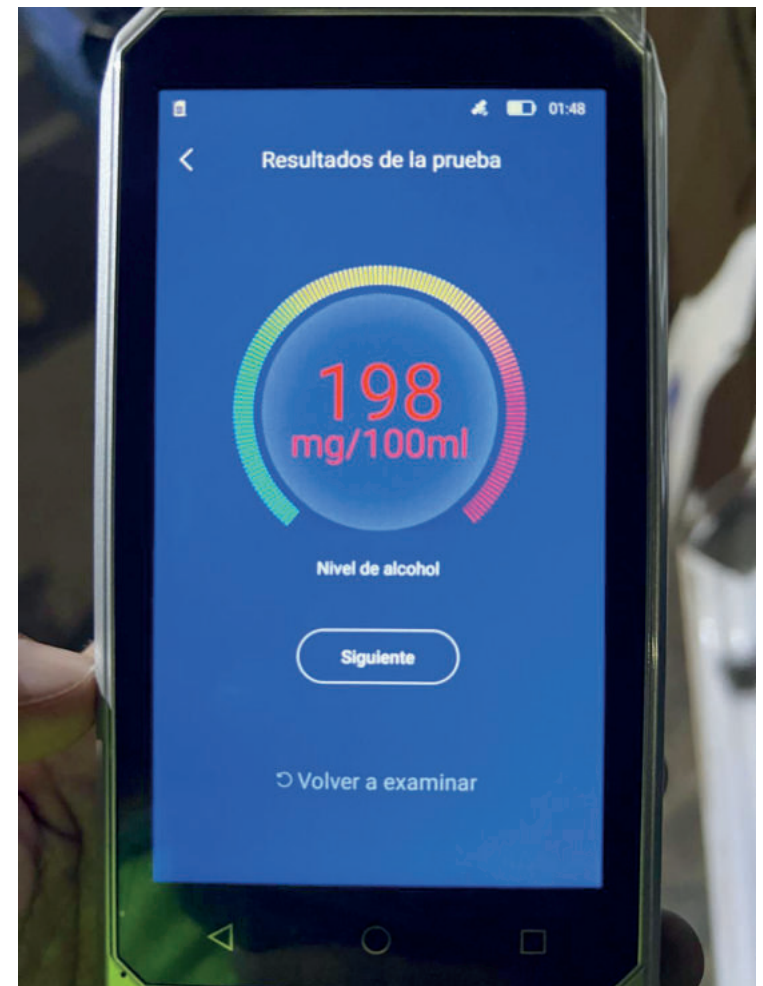 01:48
Resultados de la prueba
198
mg/100ml
Nivel de alcohol
Siguiente
Volver a examinar